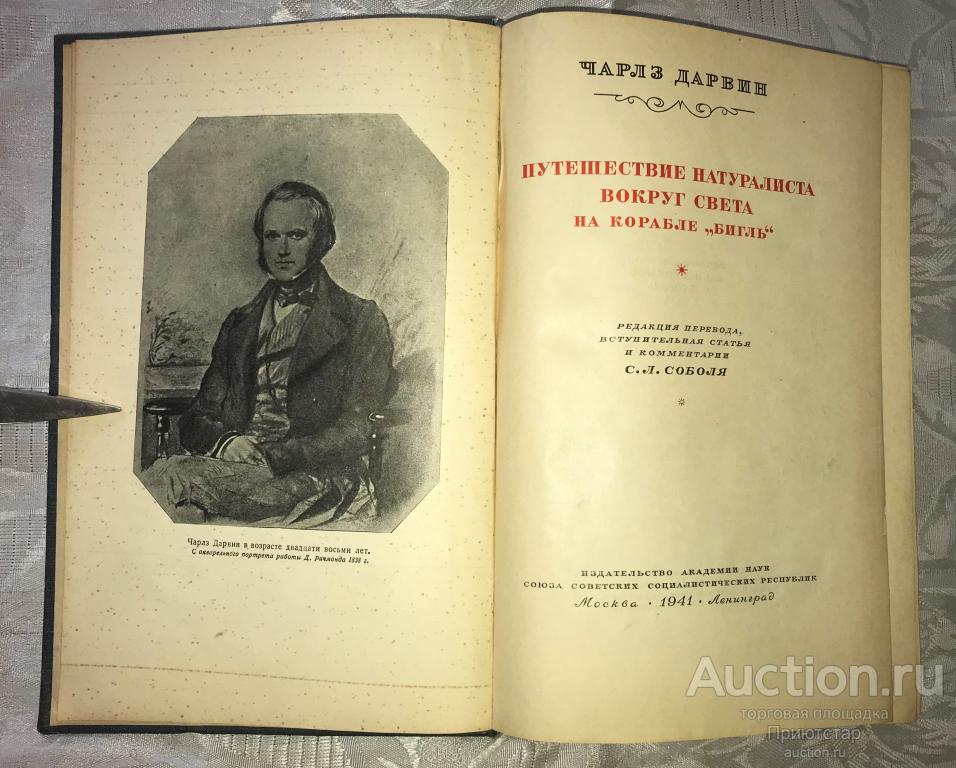 Чарлз Дарвин в возрасте двадцати восьми лет.
С акварельного портрета работы Д. Ричмонда 1838 г.
ЧАРЛЗ ДАРВИН
ПУТЕШЕСТВИЕ НАТУРАЛИСТА
ВОКРУГ СВЕТА
НА КОРАБЛЕ „БИГЛЬ“
РЕДАКЦИЯ ПЕРЕВОДА,
ВСТУПИТЕЛЬНАЯ СТАТЬЯ
И КОММЕНТАРИИ
С. Л. СОБОЛЯ
ИЗДАТЕЛЬСТВО АКАДЕМИИ НАУК
СОЮЗА СОВЕТСКИХ СОЦИАЛИСТИЧЕСКИХ РЕСПУБЛИК
Москва · 1941 · Ленинград
Auction.ru
торговая площадка
Приютстар
auction.ru